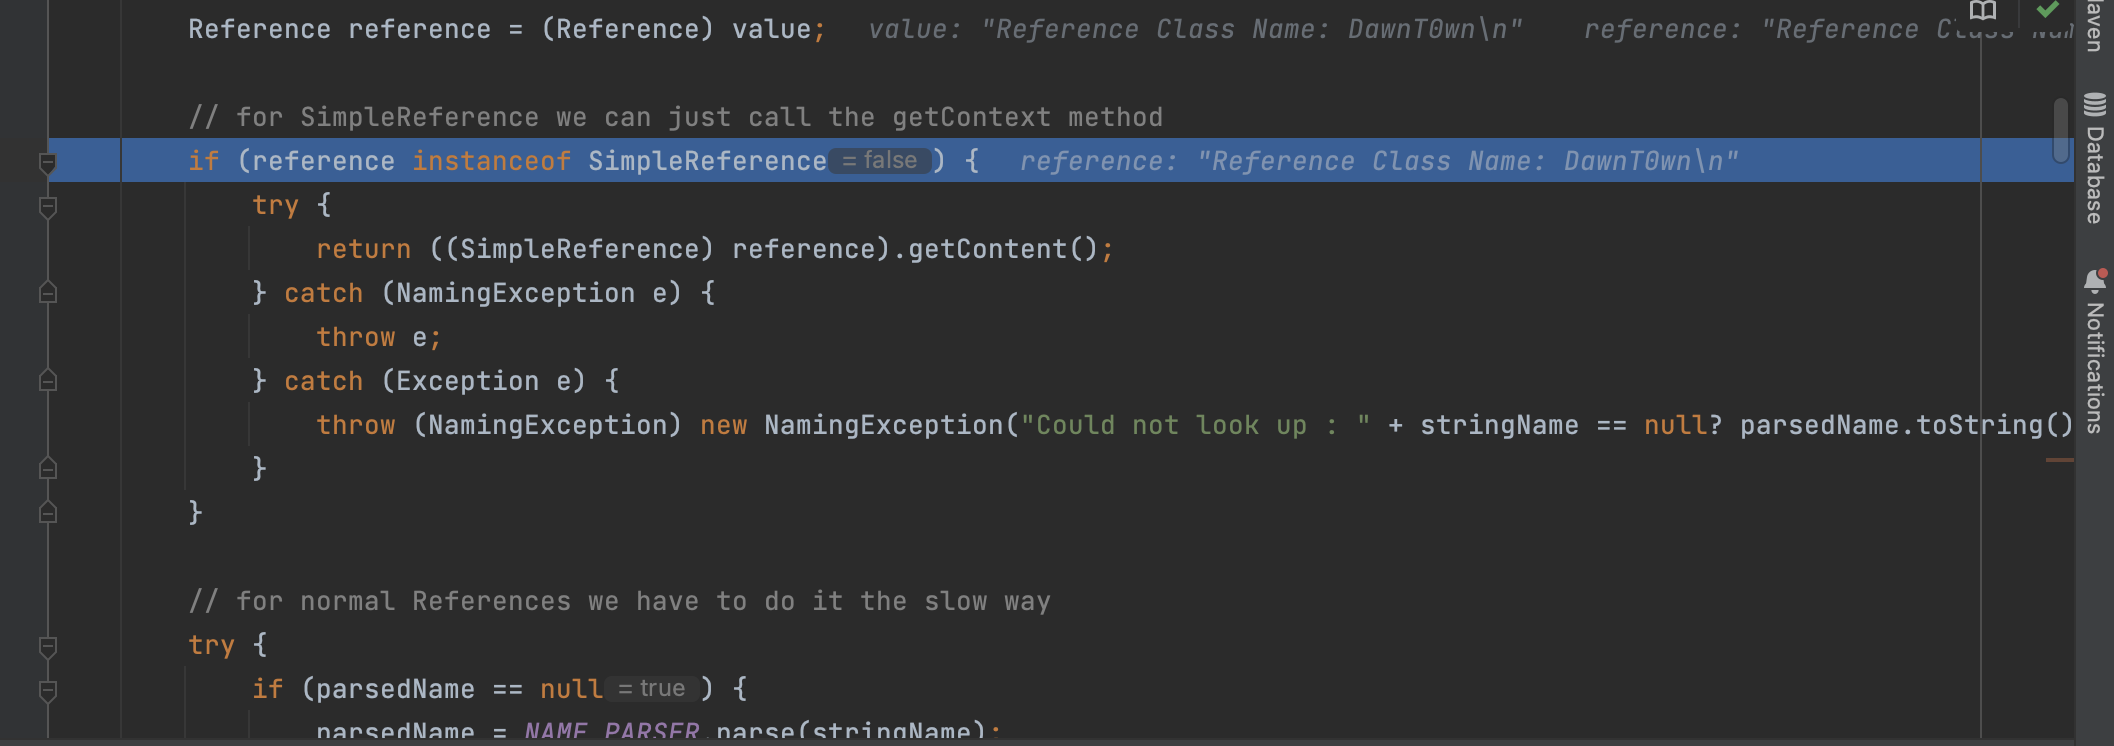 Reference reference = (Reference) value;   value: "Reference Class Name: DawnT0wn\n"   reference: "Reference Class Nam
// for SimpleReference we can just call the getContext method
if (reference instanceof SimpleReference = false ) {   reference: "Reference Class Name: DawnT0wn\n"
try {
return ((SimpleReference) reference).getContent();
} catch (NamingException e) {
throw e;
} catch (Exception e) {
throw (NamingException) new NamingException("Could not look up : " + stringName == null? parsedName.toString()
}
}
// for normal References we have to do it the slow way
try {
if (parsedName == null = true ) {
parsedName = NAME_PARSER.parse(stringName);
Database
Notifications